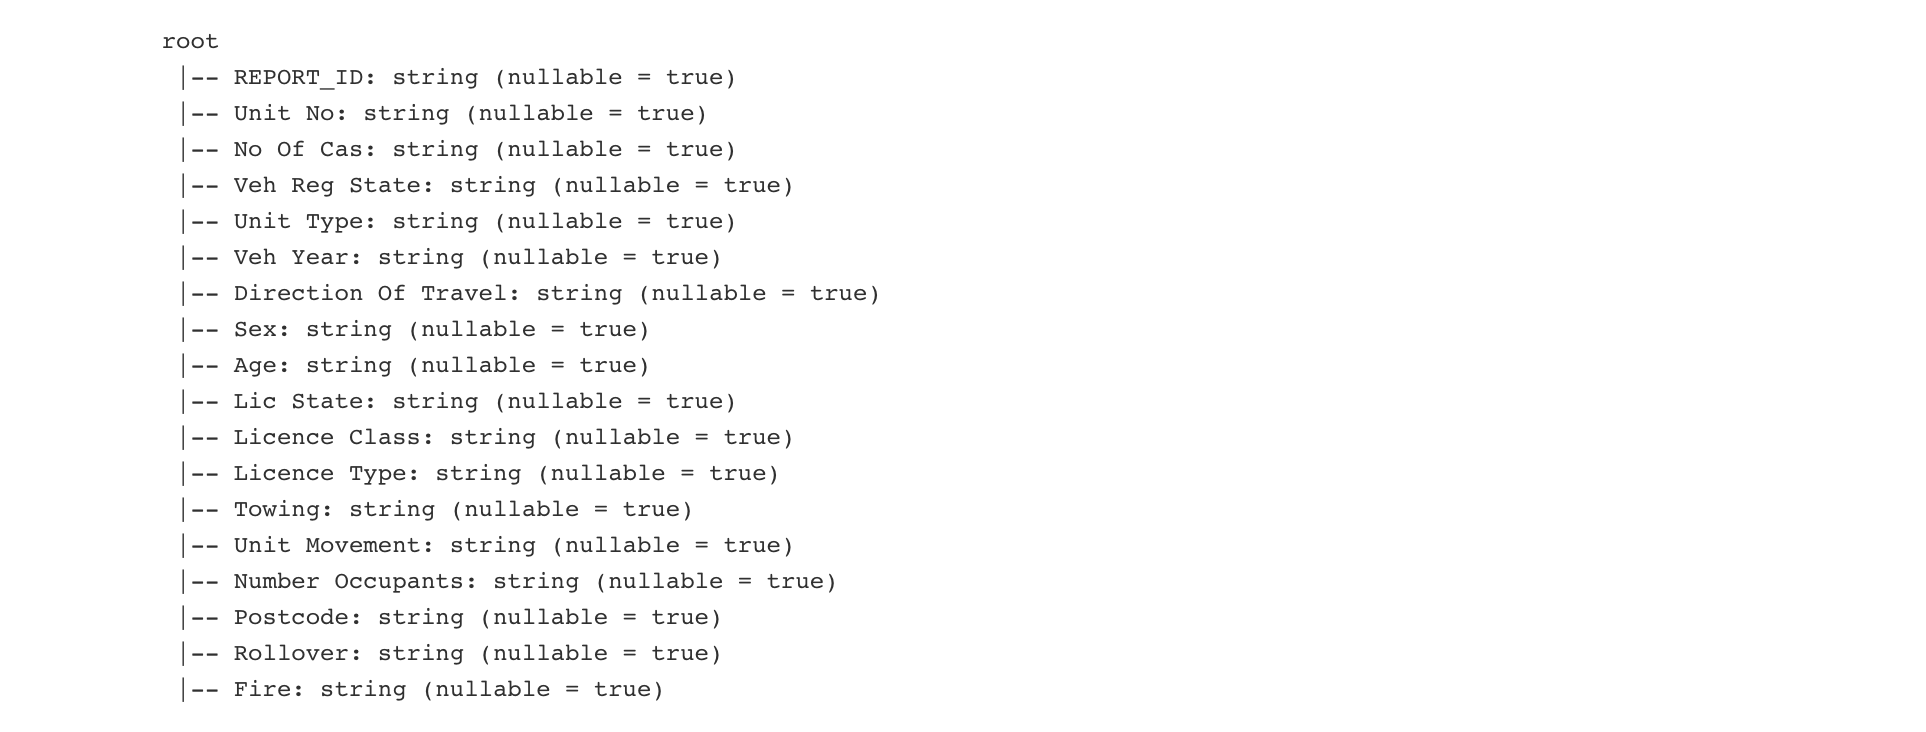 root
 |-- REPORT_ID: string (nullable = true)
 |-- Unit No: string (nullable = true)
 |-- No Of Cas: string (nullable = true)
 |-- Veh Reg State: string (nullable = true)
 |-- Unit Type: string (nullable = true)
 |-- Veh Year: string (nullable = true)
 |-- Direction Of Travel: string (nullable = true)
 |-- Sex: string (nullable = true)
 |-- Age: string (nullable = true)
 |-- Lic State: string (nullable = true)
 |-- Licence Class: string (nullable = true)
 |-- Licence Type: string (nullable = true)
 |-- Towing: string (nullable = true)
 |-- Unit Movement: string (nullable = true)
 |-- Number Occupants: string (nullable = true)
 |-- Postcode: string (nullable = true)
 |-- Rollover: string (nullable = true)
 |-- Fire: string (nullable = true)